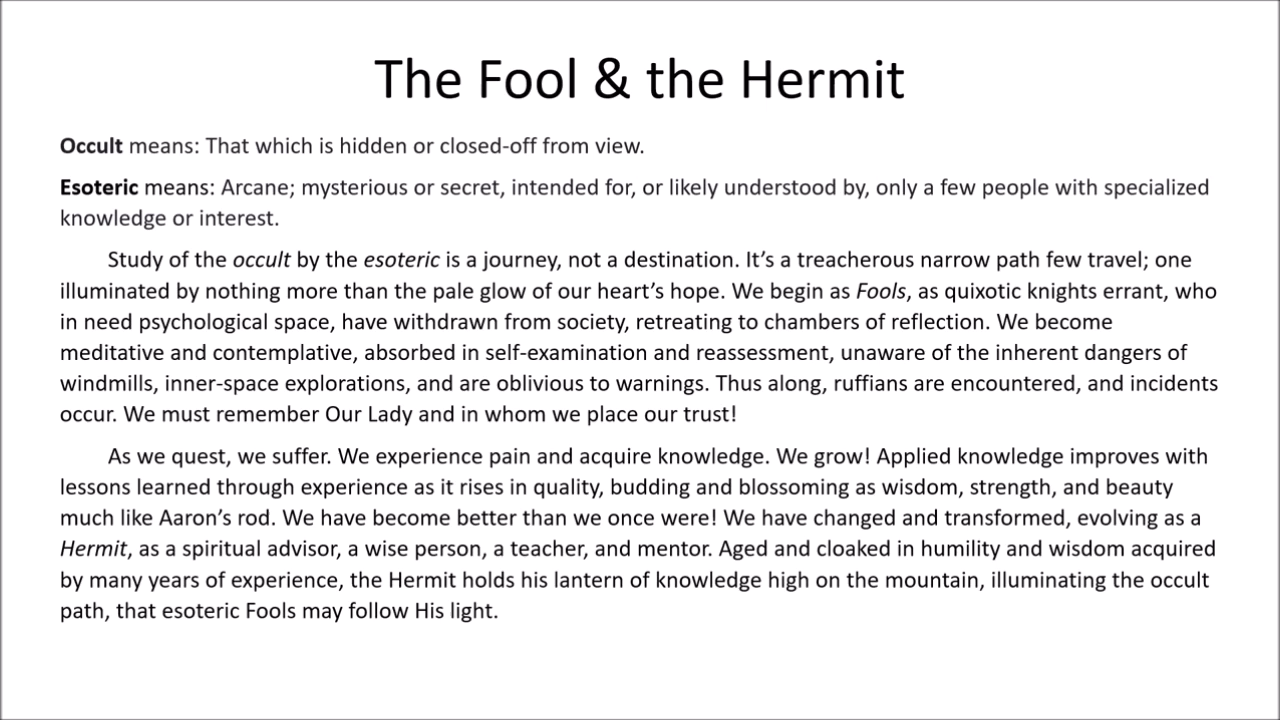 The Fool & the Hermit
Occult means: That which is hidden or closed-off from view.
Esoteric means: Arcane; mysterious or secret, intended for, or likely understood by, only a few people with specialized
knowledge or interest.
Study of the occult by the esoteric is a journey, not a destination. It’s a treacherous narrow path few travel; one
illuminated by nothing more than the pale glow of our heart’s hope. We begin as Fools, as quixotic knights errant, who
in need psychological space, have withdrawn from society, retreating to chambers of reflection. We become
meditative and contemplative, absorbed in self-examination and reassessment, unaware of the inherent dangers of
windmills, inner-space explorations, and are oblivious to warnings. Thus along, ruffians are encountered, and incidents
occur. We must remember Our Lady and in whom we place our trust!
As we quest, we suffer. We experience pain and acquire knowledge. We grow! Applied knowledge improves with
lessons learned through experience as it rises in quality, budding and blossoming as wisdom, strength, and beauty
much like Aaron’s rod. We have become better than we once were! We have changed and transformed, evolving as a
Hermit, as a spiritual advisor, a wise person, a teacher, and mentor. Aged and cloaked in humility and wisdom acquired
by many years of experience, the Hermit holds his lantern of knowledge high on the mountain, illuminating the occult
path, that esoteric Fools may follow His light.